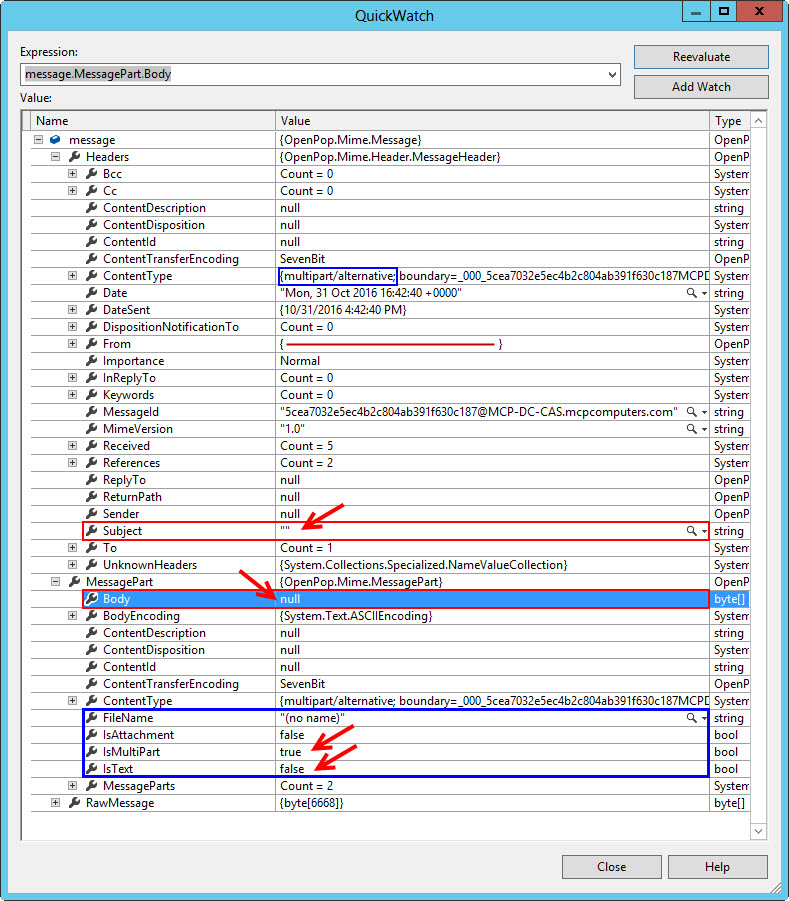 QuickWatch
Expression:
Reevaluate
message.MessagePart.Body
Add Watch
Value:
Name Value Type
message {OpenPop.Mime.Message} OpenP
Headers {OpenPop.Mime.Header.MessageHeader} OpenP
Bcc Count = 0 System
Cc Count = 0 System
ContentDescription null string
ContentDisposition null System
ContentId null string
ContentTransferEncoding SevenBit System
ContentType {multipart/alternative; boundary=_000_5cea7032e5ec4b2c804ab391f630c187MCPD System
Date "Mon, 31 Oct 2016 16:42:40 +0000" string
DateSent {10/31/2016 4:42:40 PM} System
DispositionNotificationTo Count = 0 System
From { } OpenP
Importance Normal System
InReplyTo Count = 0 System
Keywords Count = 0 System
MessageId "5cea7032e5ec4b2c804ab391f630c187@MCP-DC-CAS.mcpcomputers.com" string
MimeVersion "1.0" string
Received Count = 5 System
References Count = 2 System
ReplyTo null OpenP
ReturnPath null OpenP
Sender null OpenP
Subject "" string
To Count = 1 System
UnknownHeaders {System.Collections.Specialized.NameValueCollection} System
MessagePart {OpenPop.Mime.MessagePart} OpenP
Body null byte[]
BodyEncoding {System.Text.ASCIIEncoding} System
ContentDescription null string
ContentDisposition null System
ContentId null string
ContentTransferEncoding SevenBit System
ContentType {multipart/alternative; boundary=_000_5cea7032e5ec4b2c804ab391f630c187MCPD System
FileName "(no name)" string
IsAttachment false bool
IsMultiPart true bool
IsText false bool
MessageParts Count = 2 System
RawMessage {byte[6668]} byte[]
Close Help